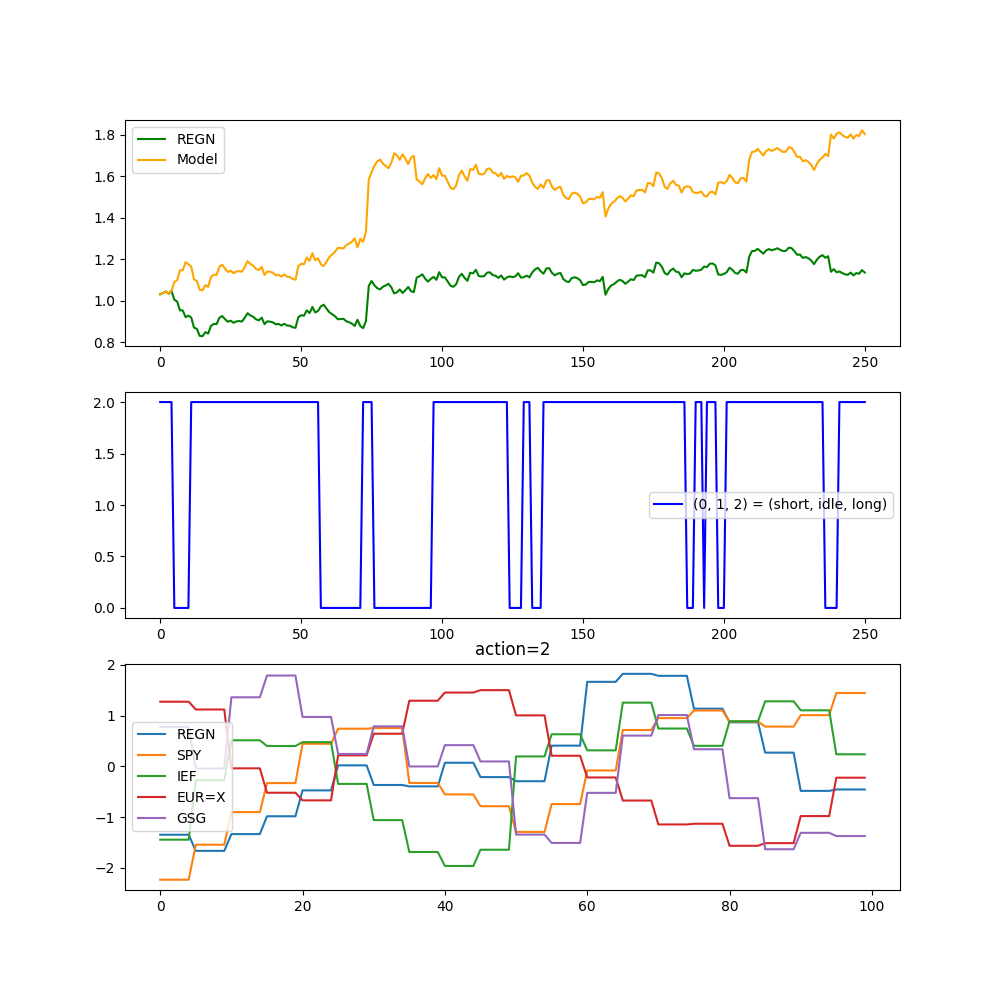 1.8
1.6
1.4
1.2
1.0
0.8
REGN
Model
0 50 100 150 200 250
2.0
1.5
1.0
0.5
0.0
(0, 1, 2) = (short, idle, long)
0 50 100 150 200 250
action=2
2
1
0
−1
−2
REGN
SPY
IEF
EUR=X
GSG
0 20 40 60 80 100